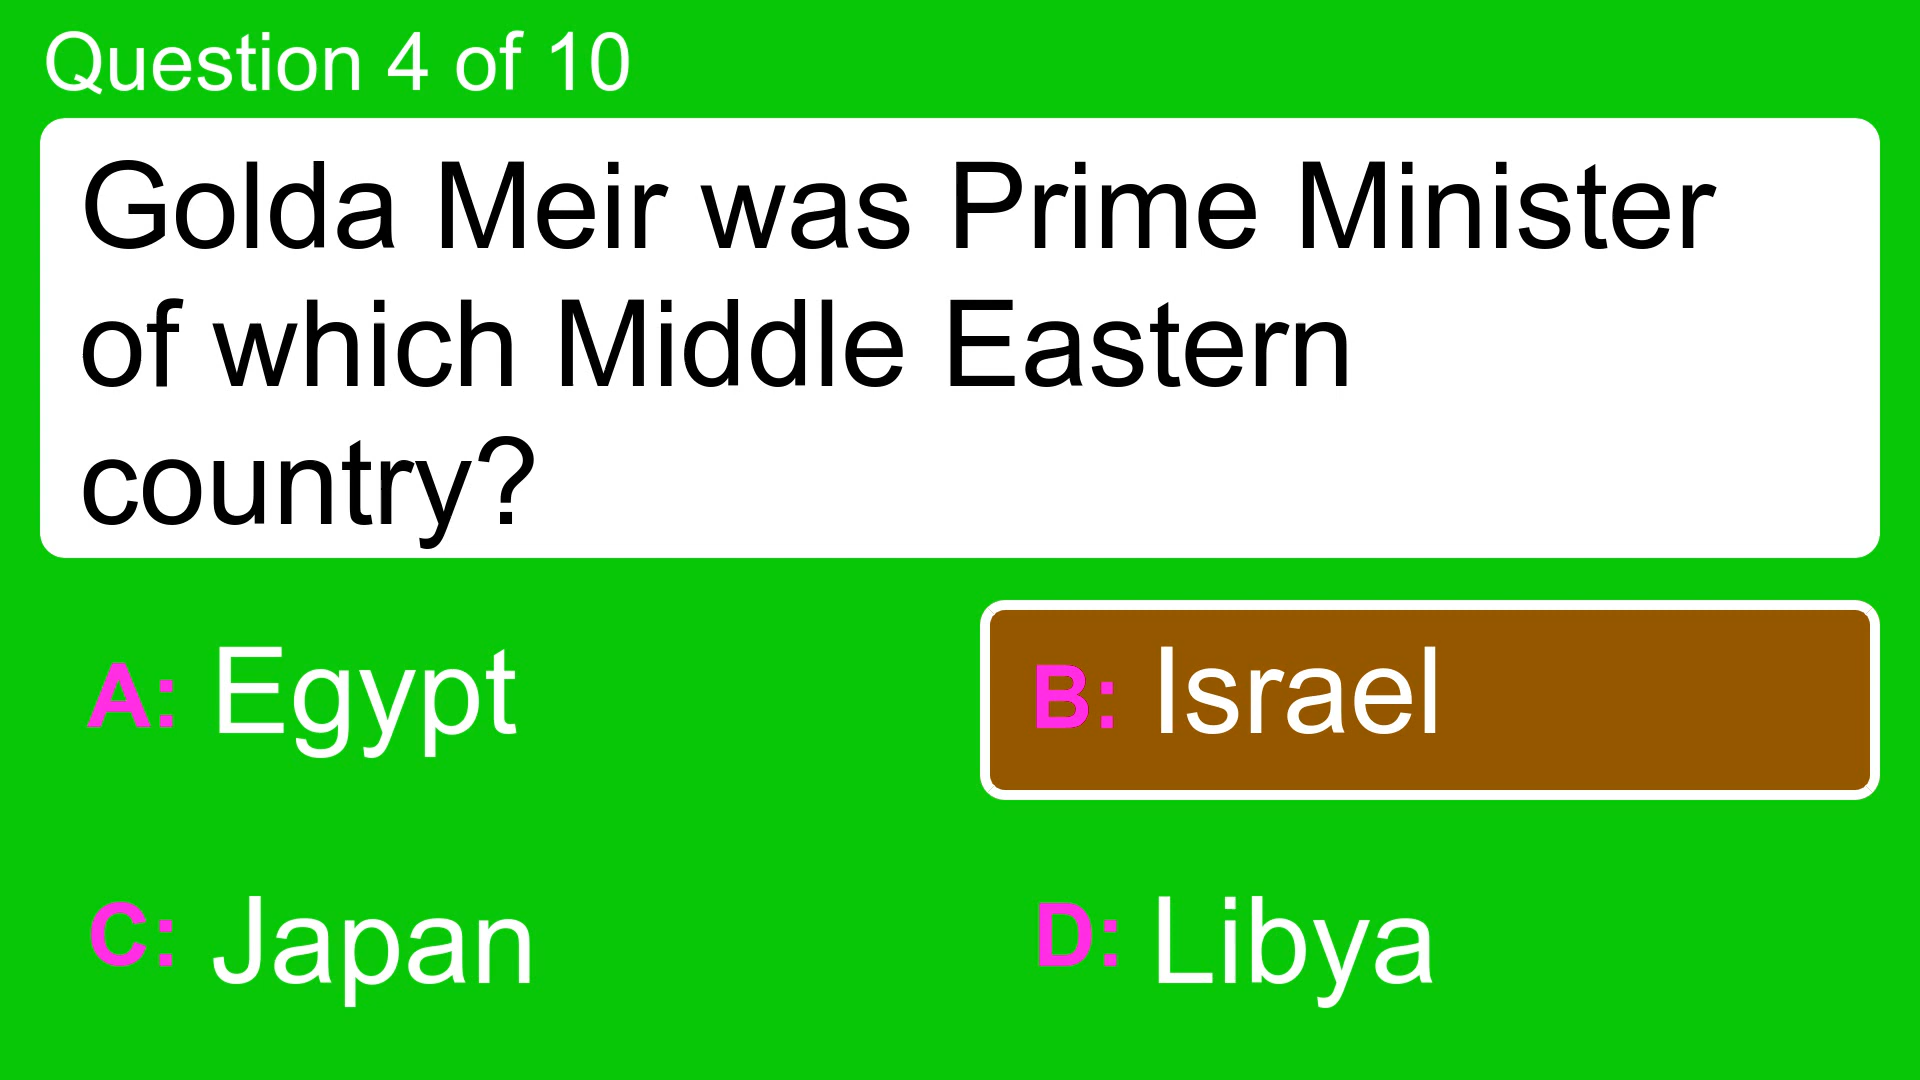 Question 4 of 10
Golda Meir was Prime Minister
of which Middle Eastern
country?
A: Egypt
B: Israel
C: Japan
D: Libya